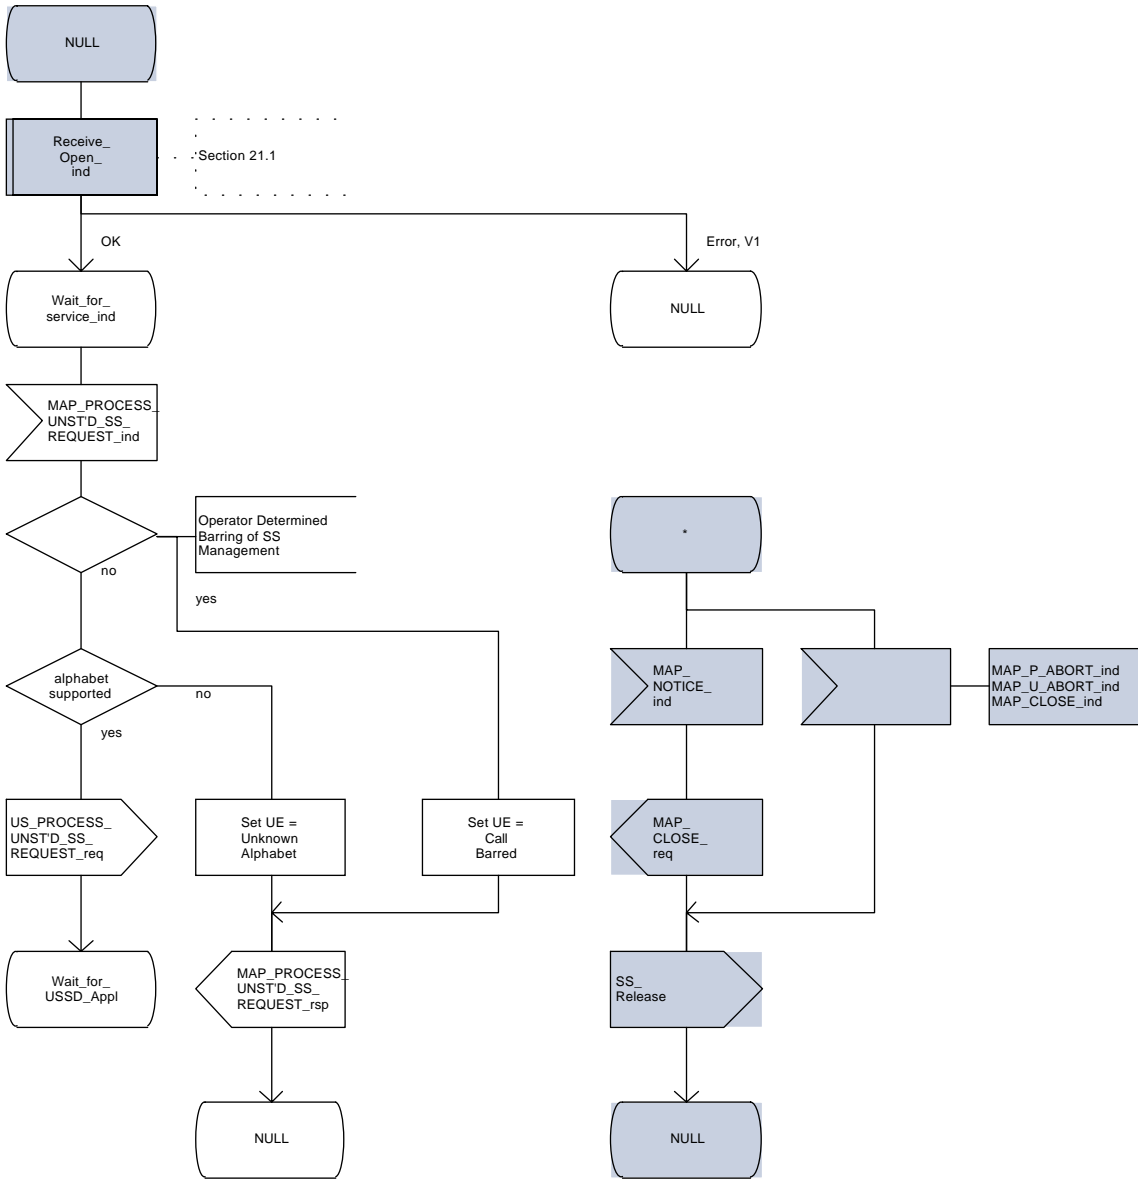 NULL
Receive_
Open_
ind
Section 21.1
OK
Error, V1
Wait_for_
service_ind
NULL
MAP_PROCESS_
UNST'D_SS_
REQUEST_ind
Operator Determined
Barring of SS
Management
no
yes
*
alphabet
supported
no
yes
MAP_
NOTICE_
ind
MAP_P_ABORT_ind
MAP_U_ABORT_ind
MAP_CLOSE_ind
US_PROCESS_
UNST'D_SS_
REQUEST_req
Set UE =
Unknown
Alphabet
Set UE =
Call
Barred
MAP_
CLOSE_
req
Wait_for_
USSD_Appl
MAP_PROCESS_
UNST'D_SS_
REQUEST_rsp
SS_
Release
NULL
NULL